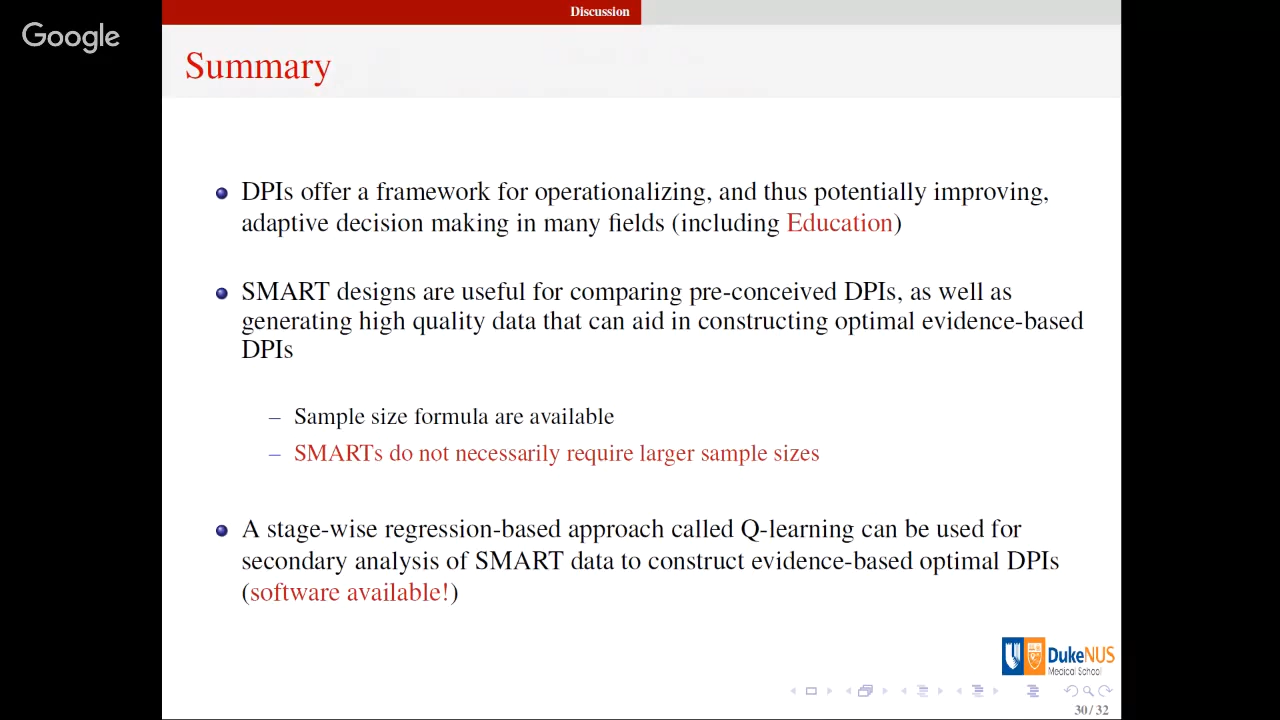 Discussion
Google
Summary
DPIs offer a framework for operationalizing, and thus potentially improving,
adaptive decision making in many fields (including Education)
SMART designs are useful for comparing pre-conceived DPIs, as well as
generating high quality data that can aid in constructing optimal evidence-based
DPIs
– Sample size formula are available
– SMARTs do not necessarily require larger sample sizes
A stage-wise regression-based approach called Q-learning can be used for
secondary analysis of SMART data to construct evidence-based optimal DPIs
(software available!)
DukeNUS
Medical School
30 / 32